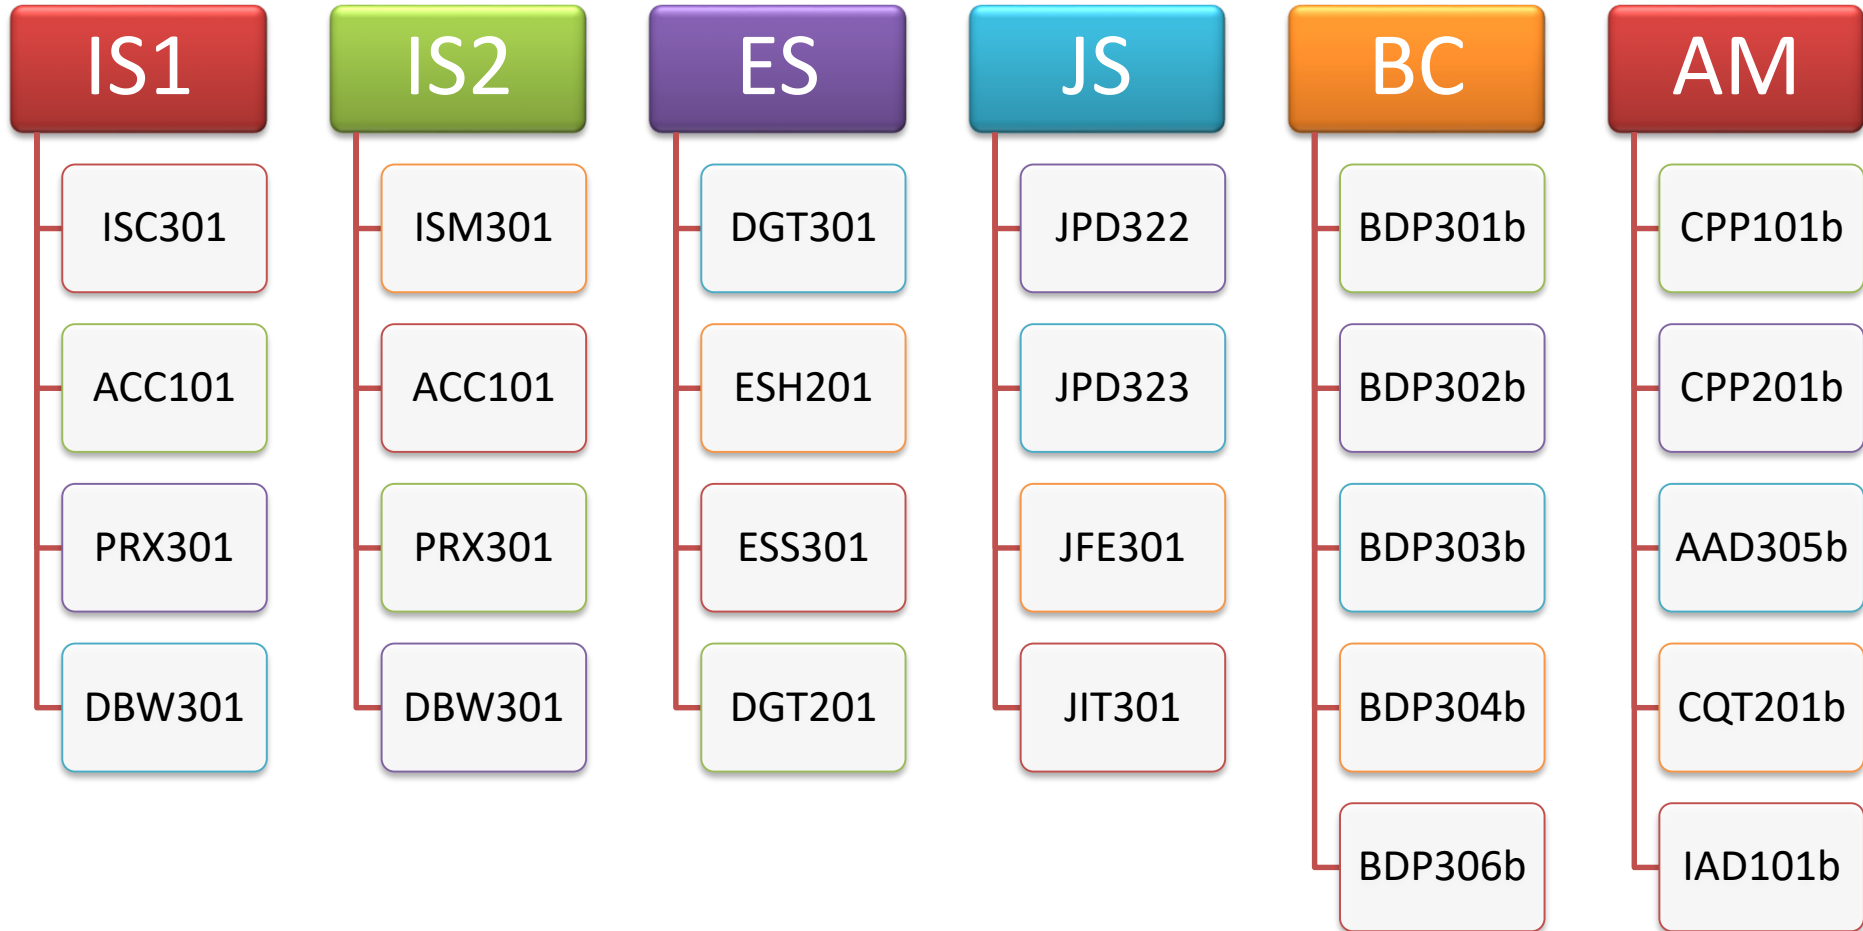 IS1
ISC301
ACC101
PRX301
DBW301
IS2
ISM301
ACC101
PRX301
DBW301
ES
DGT301
ESH201
ESS301
DGT201
JS
JPD322
JPD323
JFE301
JIT301
BC
BDP301b
BDP302b
BDP303b
BDP304b
BDP306b
AM
CPP101b
CPP201b
AAD305b
CQT201b
IAD101b